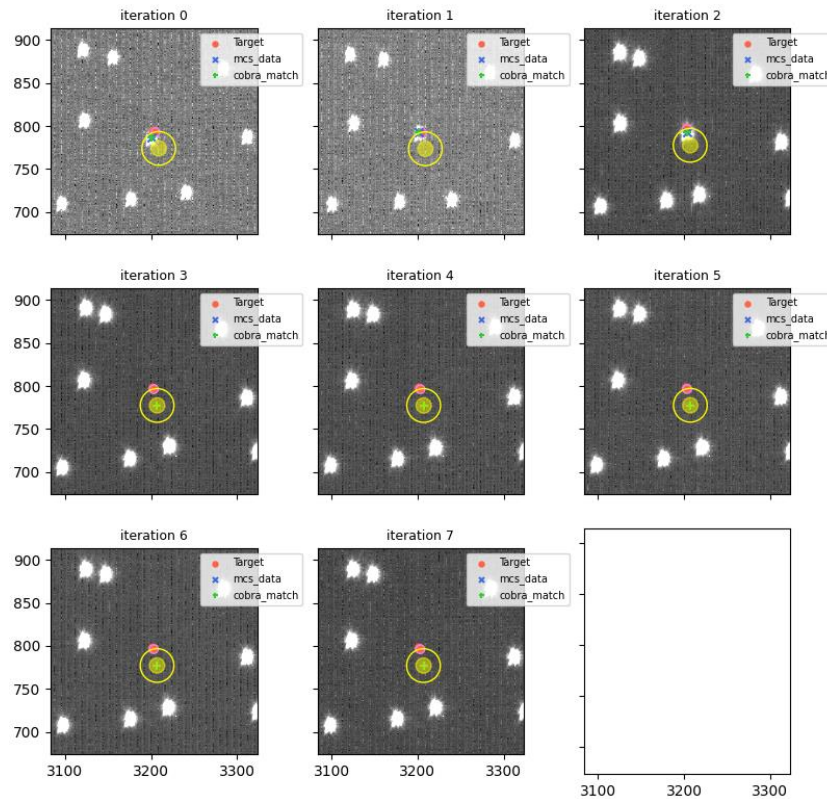 iteration 0
iteration 1
iteration 2
900
850
800
750
700
Target
mcs_data
cobra_match
Target
mcs_data
cobra_match
Target
mcs_data
cobra_match
iteration 3
iteration 4
iteration 5
900
850
800
750
700
Target
mcs_data
cobra_match
Target
mcs_data
cobra_match
Target
mcs_data
cobra_match
iteration 6
iteration 7
900
850
800
750
700
Target
mcs_data
cobra_match
Target
mcs_data
cobra_match
3100 3200 3300
3100 3200 3300
3100 3200 3300